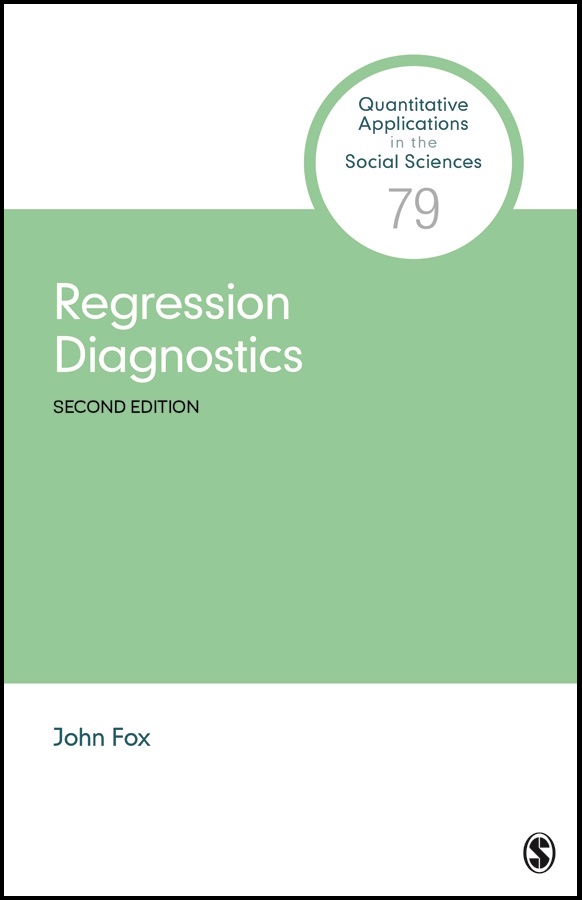 Quantitative
Applications
in the
Social Sciences
79
Regression
Diagnostics
SECOND EDITION
John Fox
S